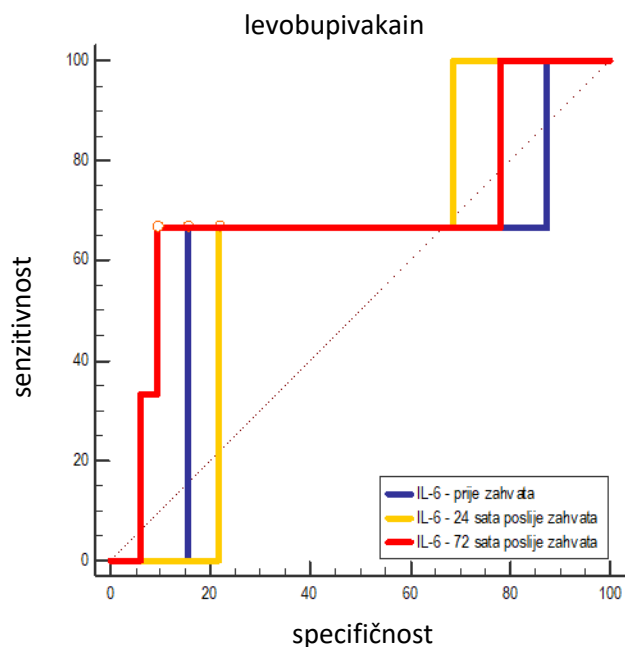 levobupivakain
100
80
60
40
20
0
senzitivnost
IL-6 - prije zahvata
IL-6 - 24 sata poslije zahvata
IL-6 - 72 sata poslije zahvata
0 20 40 60 80 100
specifičnost